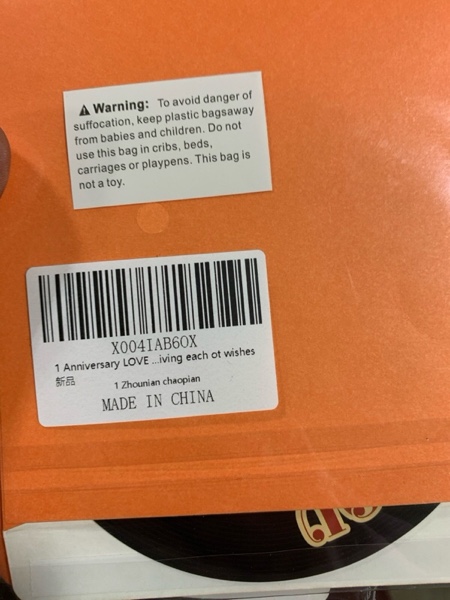 ⚠ Warning: To avoid danger of
suffocation, keep plastic bagsaway
from babies and children. Do not
use this bag in cribs, beds,
carriages or playpens. This bag is
not a toy.
X004IAB6OX
1 Anniversary LOVE ...iving each ot wishes
新品
1 Zhounian chaopian
MADE IN CHINA